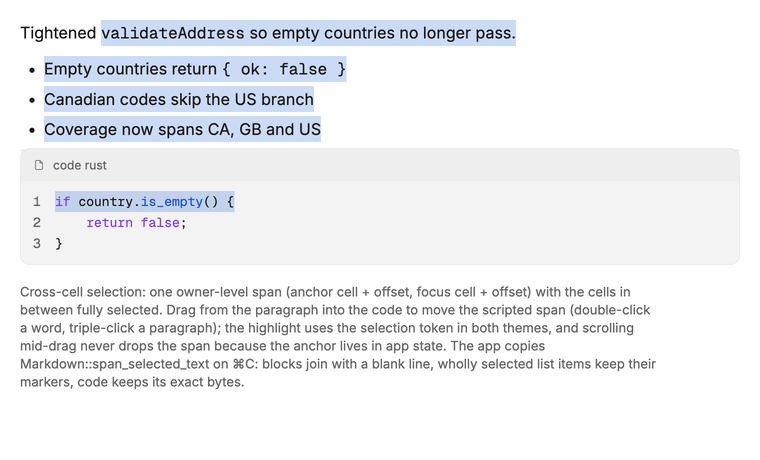 Tightened validateAddress so empty countries no longer pass.
• Empty countries return { ok: false }
• Canadian codes skip the US branch
• Coverage now spans CA, GB and US
code rust
1 if country.is_empty() {
2     return false;
3 }
Cross-cell selection: one owner-level span (anchor cell + offset, focus cell + offset) with the cells in
between fully selected. Drag from the paragraph into the code to move the scripted span (double-click
a word, triple-click a paragraph); the highlight uses the selection token in both themes, and scrolling
mid-drag never drops the span because the anchor lives in app state. The app copies
Markdown::span_selected_text on ⌘C: blocks join with a blank line, wholly selected list items keep their
markers, code keeps its exact bytes.